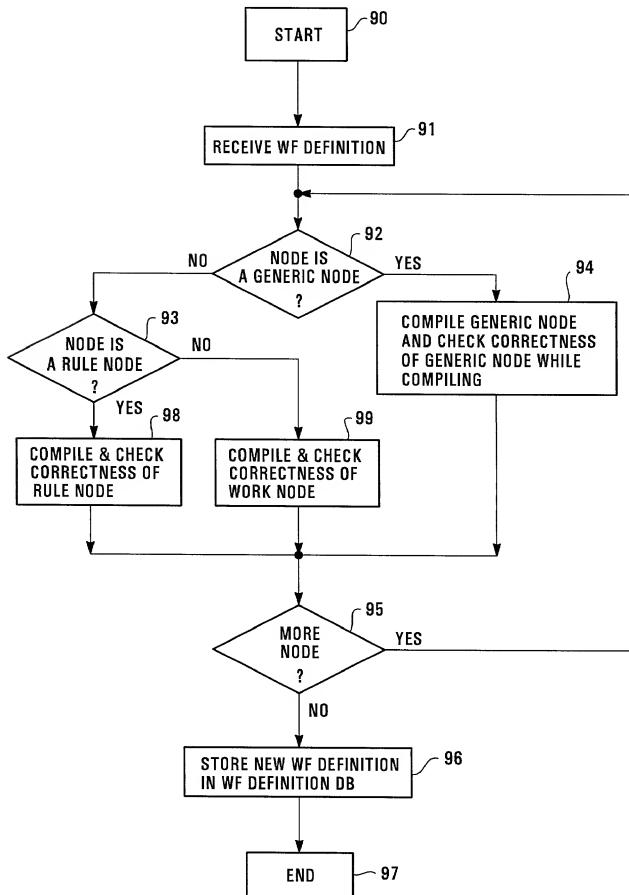 90
START
91
RECEIVE WF DEFINITION
92
NO
NODE IS
A GENERIC NODE
?
YES
94
COMPILE GENERIC NODE
AND CHECK CORRECTNESS
OF GENERIC NODE WHILE
COMPILING
93
NODE IS
A RULE NODE
?
NO
YES
98
COMPILE & CHECK
CORRECTNESS OF
RULE NODE
99
COMPILE & CHECK
CORRECTNESS OF
WORK NODE
95
MORE
NODE
?
YES
NO
96
STORE NEW WF DEFINITION
IN WF DEFINITION DB
END
97